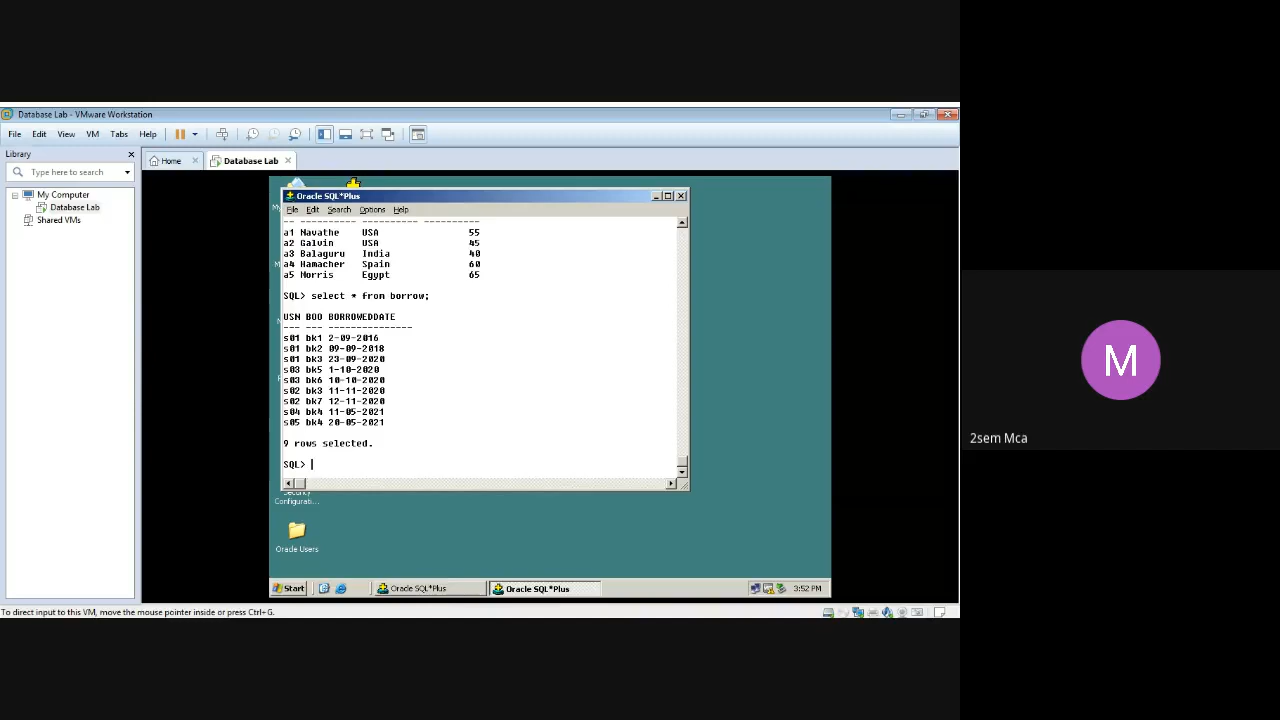 Database Lab - VMware Workstation
File Edit View VM Tabs Help
Library
Home
Database Lab
Type here to search
My Computer
Database Lab
Shared VMs
Oracle SQL*Plus
File Edit Search Options Help
-- ---------- ---------- ----------
a1 Navathe USA 55
a2 Galvin USA 45
a3 Balaguru India 40
a4 Hamacher Spain 60
a5 Morris Egypt 65
SQL> select * from borrow;
USN BOO BORROWEDDATE
--- --- ---------------
s01 bk1 2-09-2016
s01 bk2 09-09-2018
s01 bk3 23-09-2020
s03 bk5 1-10-2020
s03 bk6 10-10-2020
s02 bk3 11-11-2020
s02 bk7 12-11-2020
s04 bk4 11-05-2021
s05 bk4 20-05-2021
9 rows selected.
SQL>
Security
Configurati...
Oracle Users
Start
Oracle SQL*Plus
Oracle SQL*Plus
3:52 PM
To direct input to this VM, move the mouse pointer inside or press Ctrl+G.
M
2sem Mca